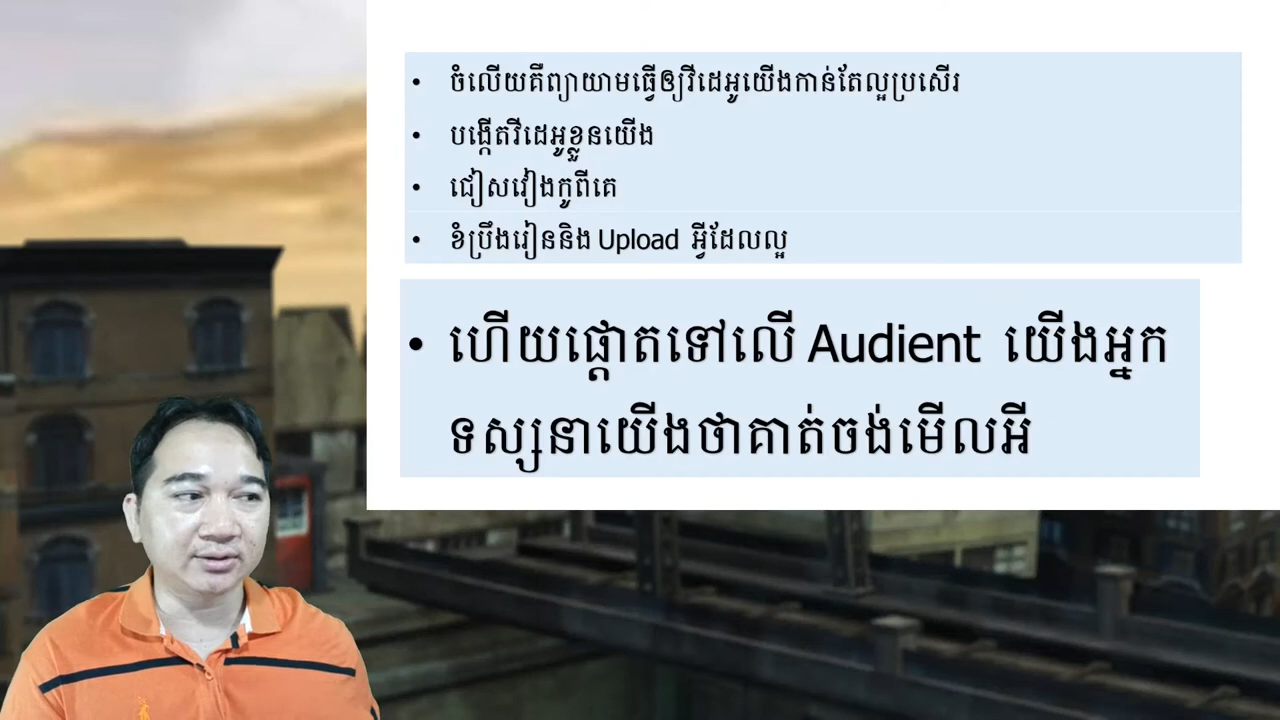 • ចំលើយគឺព្យាយាមធ្វើឲ្យវីដេអូយើងកាន់តែល្អប្រសើរ
• បង្កើតវីដេអូខ្លួនយើង
• ជៀសវៀងកូពីគេ
• ខំប្រឹងរៀននិង Upload អ្វីដែលល្អ
• ហើយផ្តោតទៅលើ Audient យើងអ្នក
ទស្សនាយើងថាគាត់ចង់មើលអី